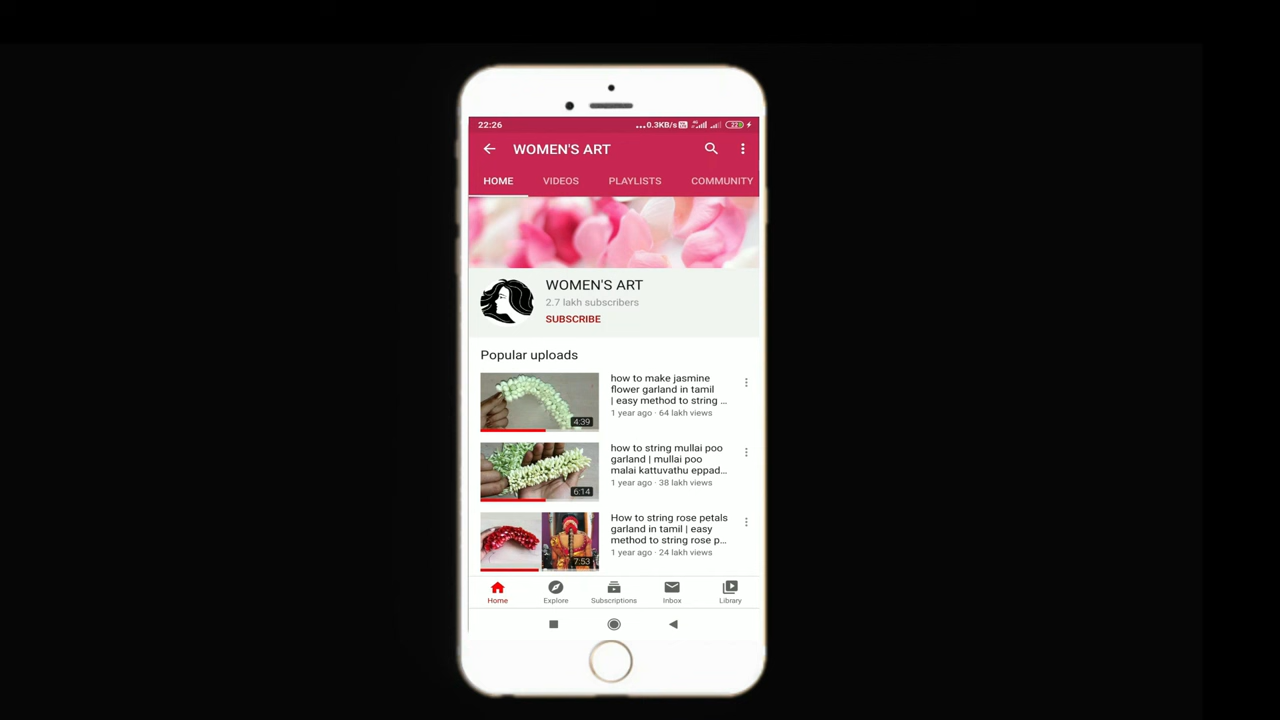 22:26
...0.3KB/s 4G 22
WOMEN'S ART
HOME VIDEOS PLAYLISTS COMMUNITY
WOMEN'S ART
2.7 lakh subscribers
SUBSCRIBE
Popular uploads
how to make jasmine
flower garland in tamil
| easy method to string ...
1 year ago · 64 lakh views
4:39
how to string mullai poo
garland | mullai poo
malai kattuvathu eppad...
1 year ago · 38 lakh views
6:14
How to string rose petals
garland in tamil | easy
method to string rose p...
1 year ago · 24 lakh views
7:53
Home Explore Subscriptions Inbox Library